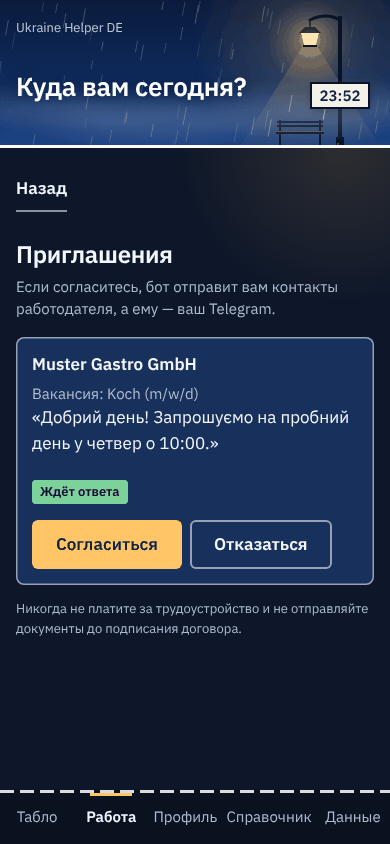 Ukraine Helper DE
Куда вам сегодня?
23:52
Назад
Приглашения
Если согласитесь, бот отправит вам контакты
работодателя, а ему — ваш Telegram.
Muster Gastro GmbH
Вакансия: Koch (m/w/d)
«Добрий день! Запрошуємо на пробний
день у четвер о 10:00.»
Ждёт ответа
Согласиться Отказаться
Никогда не платите за трудоустройство и не отправляйте
документы до подписания договора.
Табло Работа Профиль Справочник Данные